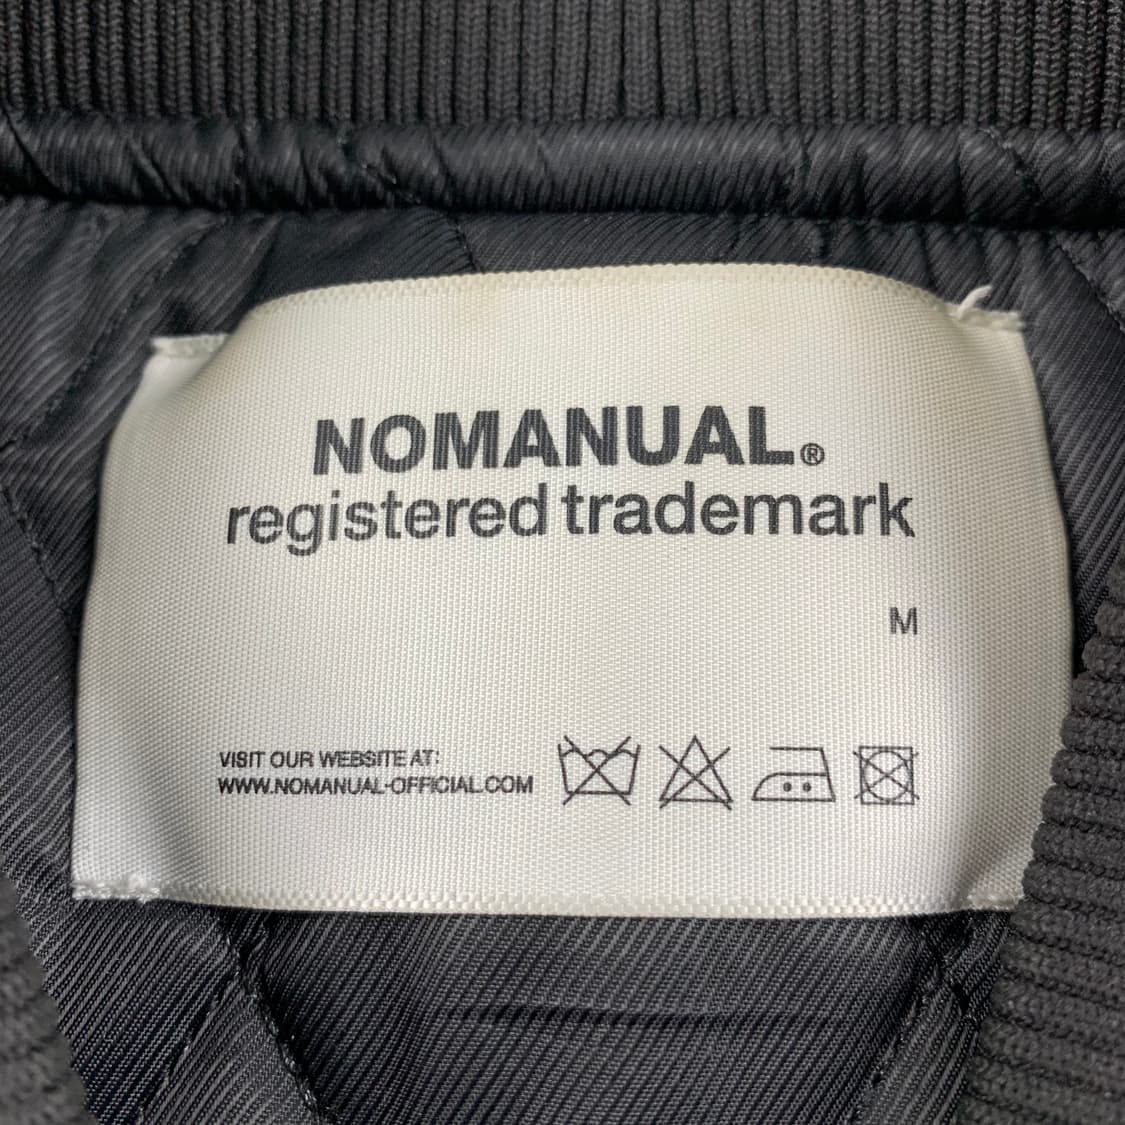 NOMANUAL®
registered trademark
M
VISIT OUR WEBSITE AT:
WWW.NOMANUAL-OFFICIAL.COM